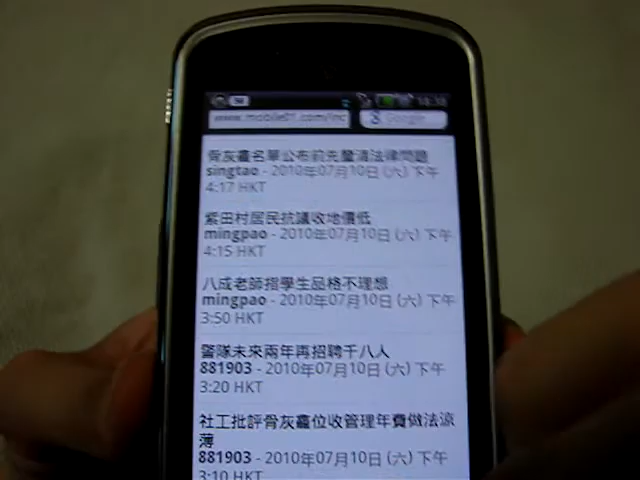 www.mobile01.com/inc
Google
骨灰龕名單公布前先釐清法律問題
singtao - 2010年07月10日 (六) 下午
4:17 HKT
紫田村居民抗議收地價低
mingpao - 2010年07月10日 (六) 下午
4:15 HKT
八成老師指學生品格不理想
mingpao - 2010年07月10日 (六) 下午
3:50 HKT
警隊未來兩年再招聘千八人
881903 - 2010年07月10日 (六) 下午
3:20 HKT
社工批評骨灰龕位收管理年費做法涼
薄
881903 - 2010年07月10日 (六) 下午
3:10 HKT